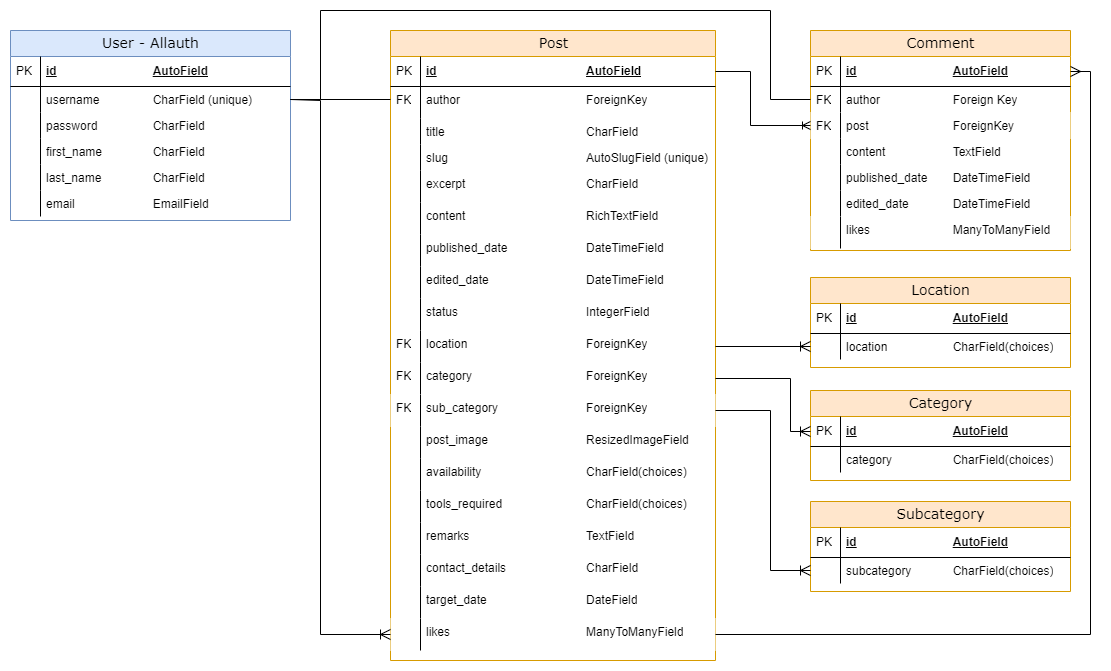 User - Allauth
PK id AutoField
username CharField (unique)
password CharField
first_name CharField
last_name CharField
email EmailField
Post
PK id AutoField
FK author ForeignKey
title CharField
slug AutoSlugField (unique)
excerpt CharField
content RichTextField
published_date DateTimeField
edited_date DateTimeField
status IntegerField
FK location ForeignKey
FK category ForeignKey
FK sub_category ForeignKey
post_image ResizedImageField
availability CharField(choices)
tools_required CharField(choices)
remarks TextField
contact_details CharField
target_date DateField
likes ManyToManyField
Comment
PK id AutoField
FK author Foreign Key
FK post ForeignKey
content TextField
published_date DateTimeField
edited_date DateTimeField
likes ManyToManyField
Location
PK id AutoField
location CharField(choices)
Category
PK id AutoField
category CharField(choices)
Subcategory
PK id AutoField
subcategory CharField(choices)